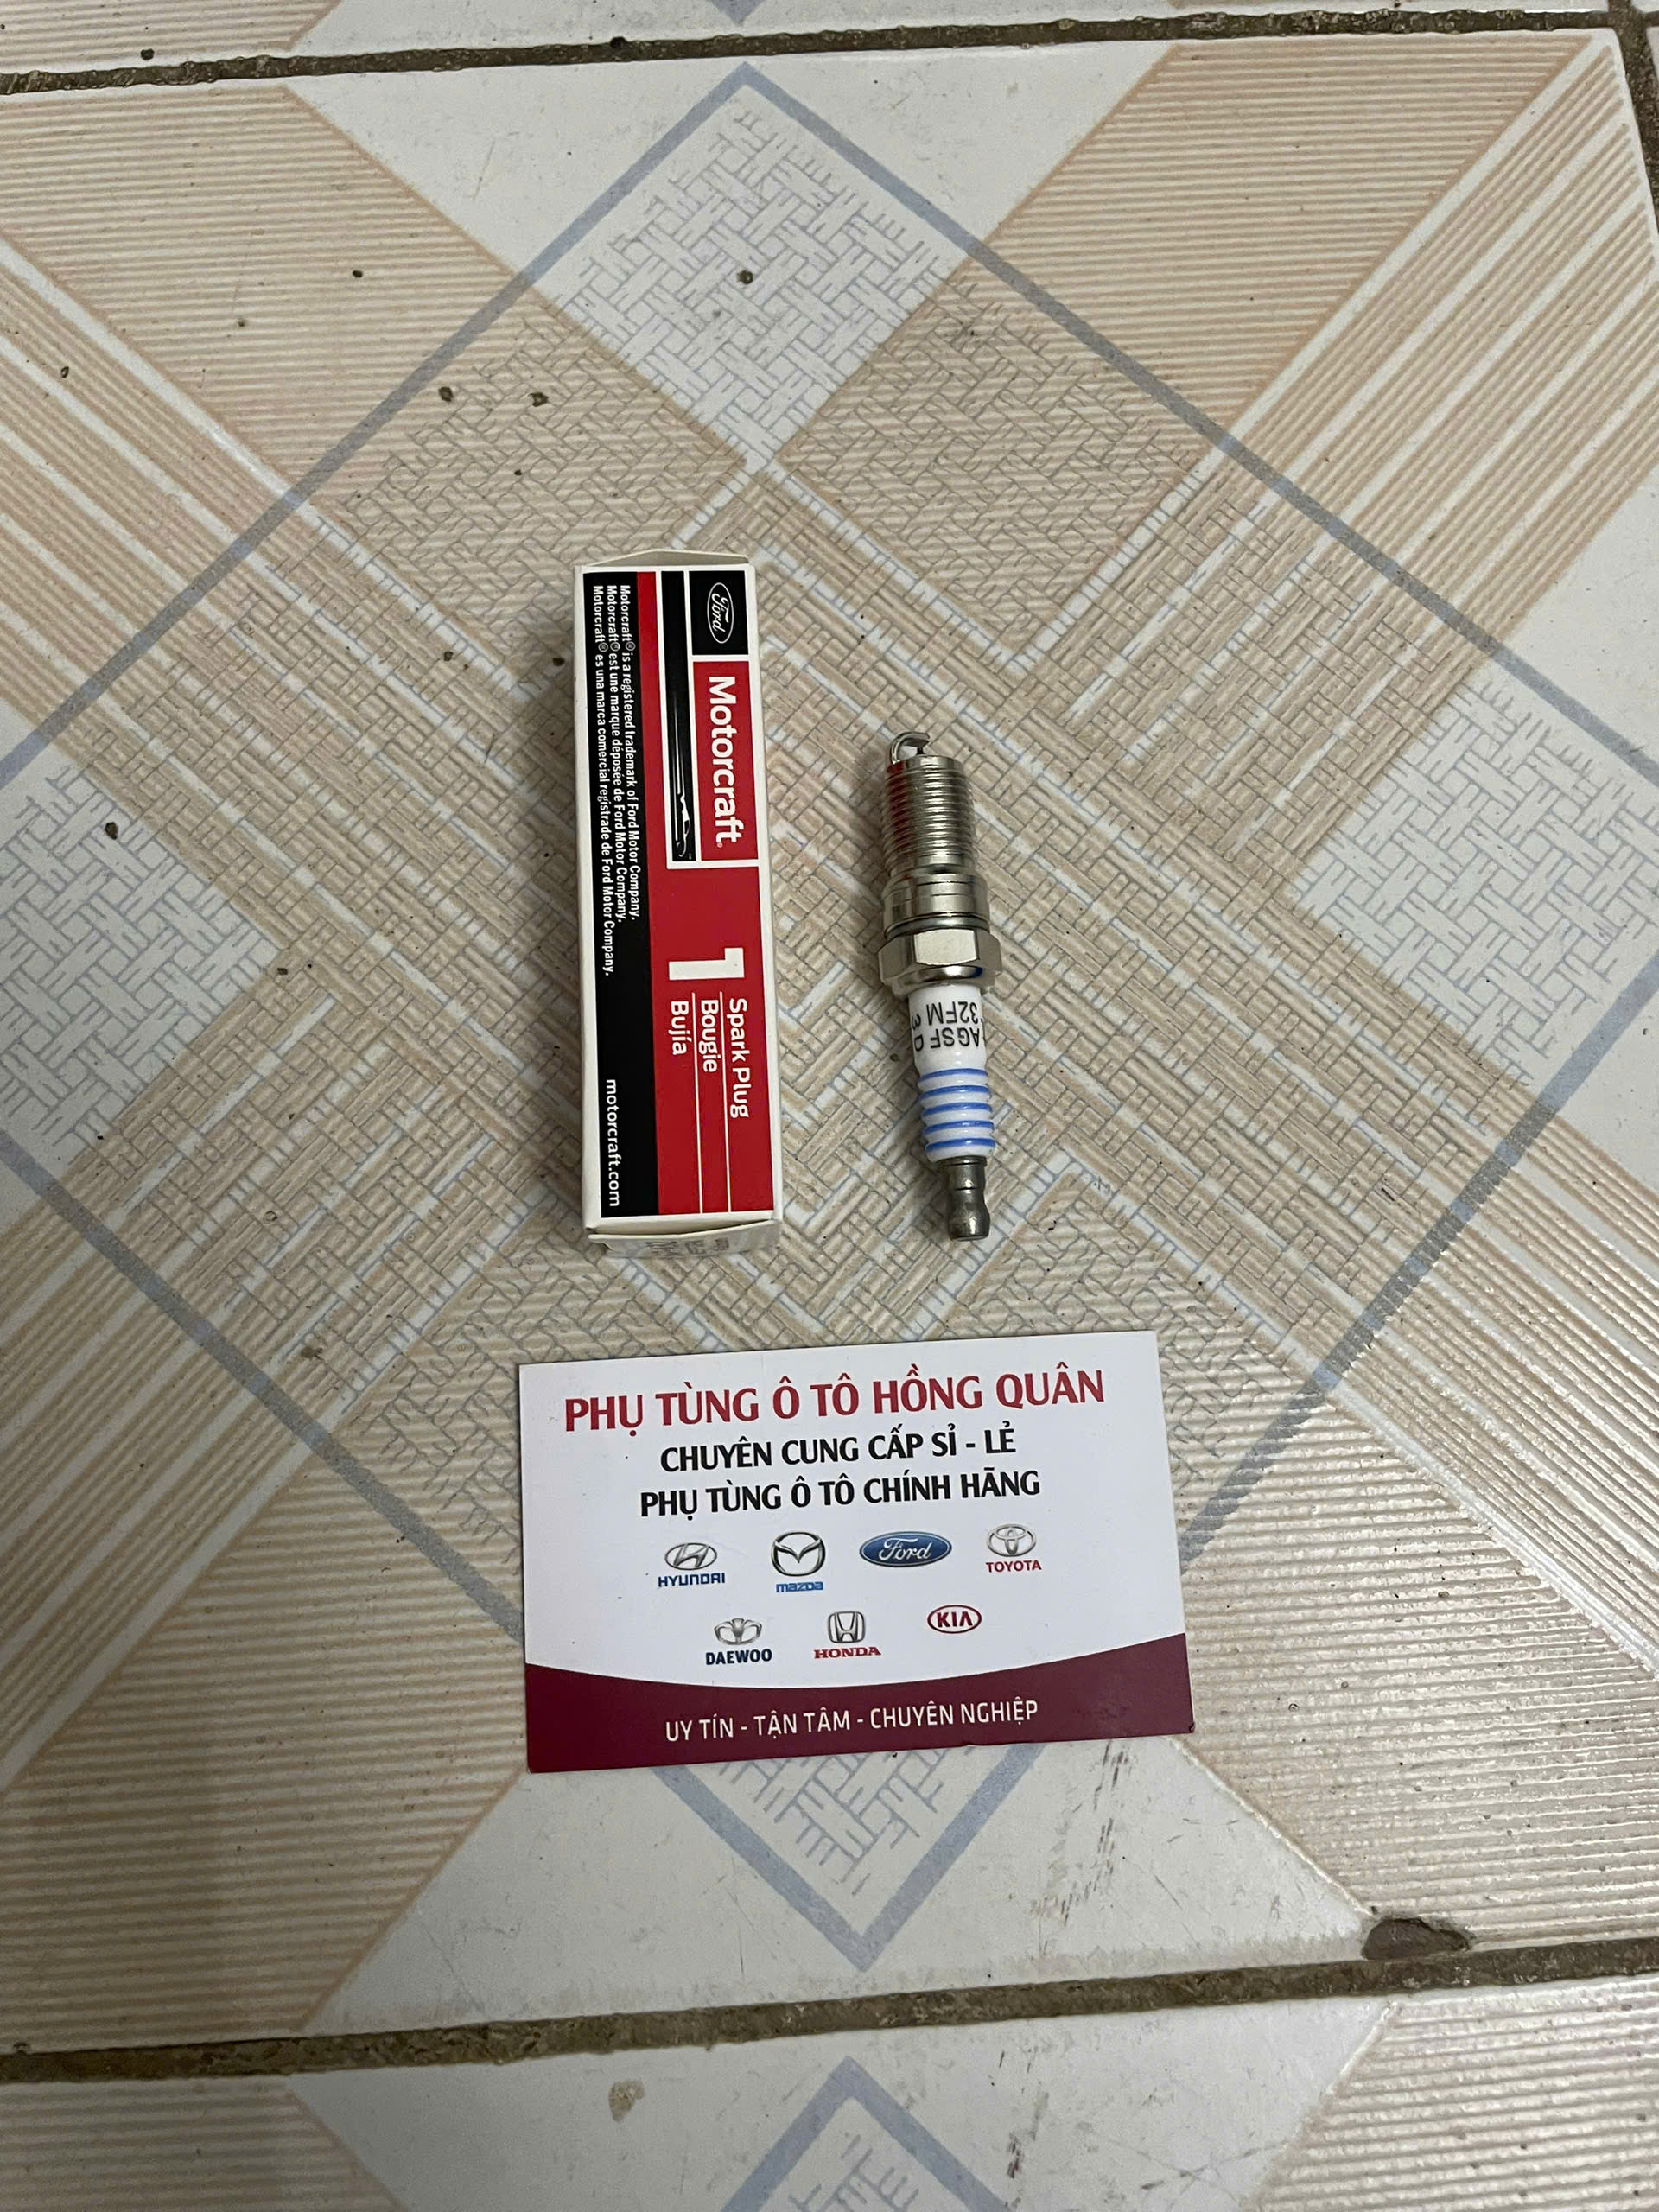 Ford
Motorcraft
1
Spark Plug
Bougie
Bujía
Motorcraft® is a registered trademark of Ford Motor Company.
Motorcraft® est une marque déposée de Ford Motor Company.
Motorcraft® es una marca comercial registrade de Ford Motor Company.
motorcraft.com
AGSF
32FM
PHỤ TÙNG Ô TÔ HỒNG QUÂN
CHUYÊN CUNG CẤP SỈ - LẺ
PHỤ TÙNG Ô TÔ CHÍNH HÃNG
HYUNDAI mazda Ford TOYOTA
DAEWOO HONDA KIA
UY TÍN - TẬN TÂM - CHUYÊN NGHIỆP